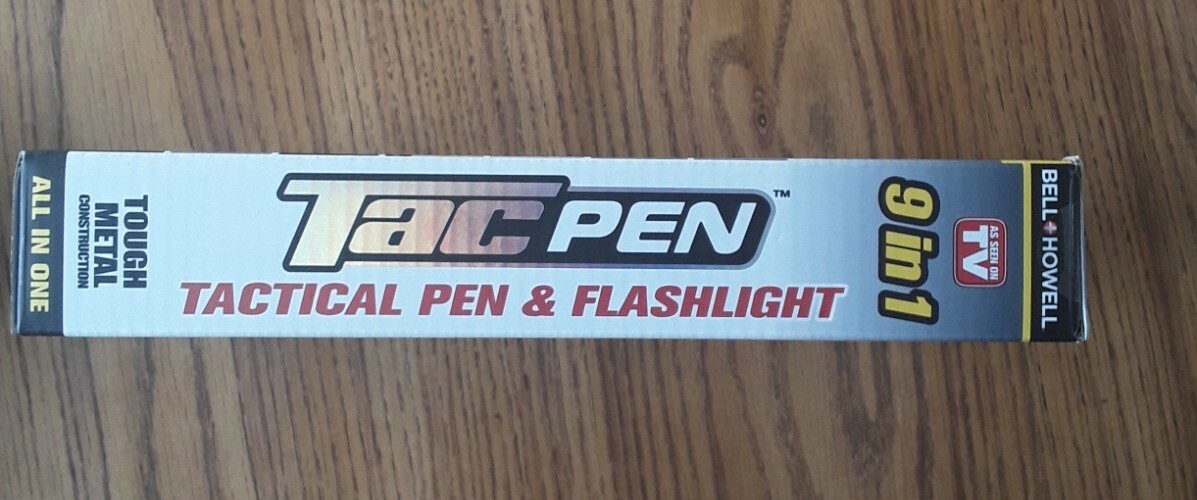 ALL IN ONE
TOUGH
METAL
CONSTRUCTION
TacPEN™
TACTICAL PEN & FLASHLIGHT
9 in 1
AS SEEN ON
TV
BELL+HOWELL